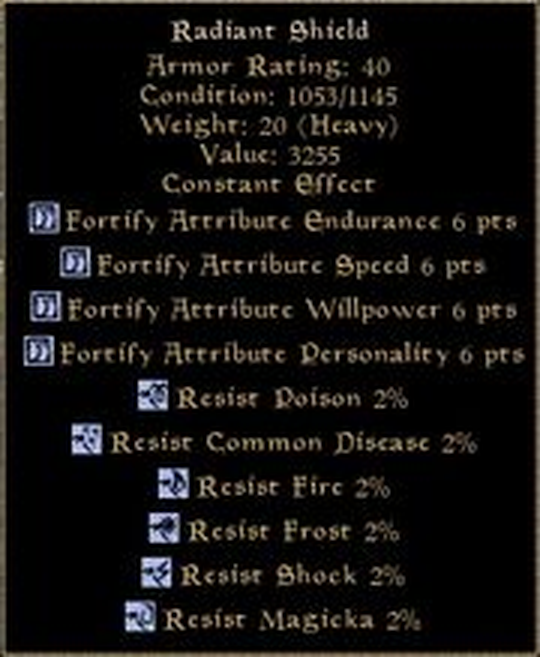 Radiant Shield
Armor Rating: 40
Condition: 1053/1145
Weight: 20 (Heavy)
Value: 3255
Constant Effect
Fortify Attribute Endurance 6 pts
Fortify Attribute Speed 6 pts
Fortify Attribute Willpower 6 pts
Fortify Attribute Personality 6 pts
Resist Poison 2%
Resist Common Disease 2%
Resist Fire 2%
Resist Frost 2%
Resist Shock 2%
Resist Magicka 2%